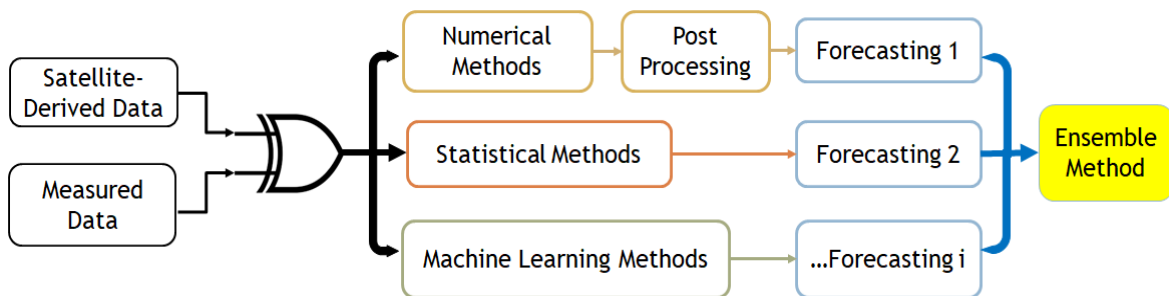 Satellite-
Derived Data
Measured
Data
Numerical
Methods
Post
Processing
Forecasting 1
Statistical Methods
Forecasting 2
Machine Learning Methods
...Forecasting i
Ensemble
Method